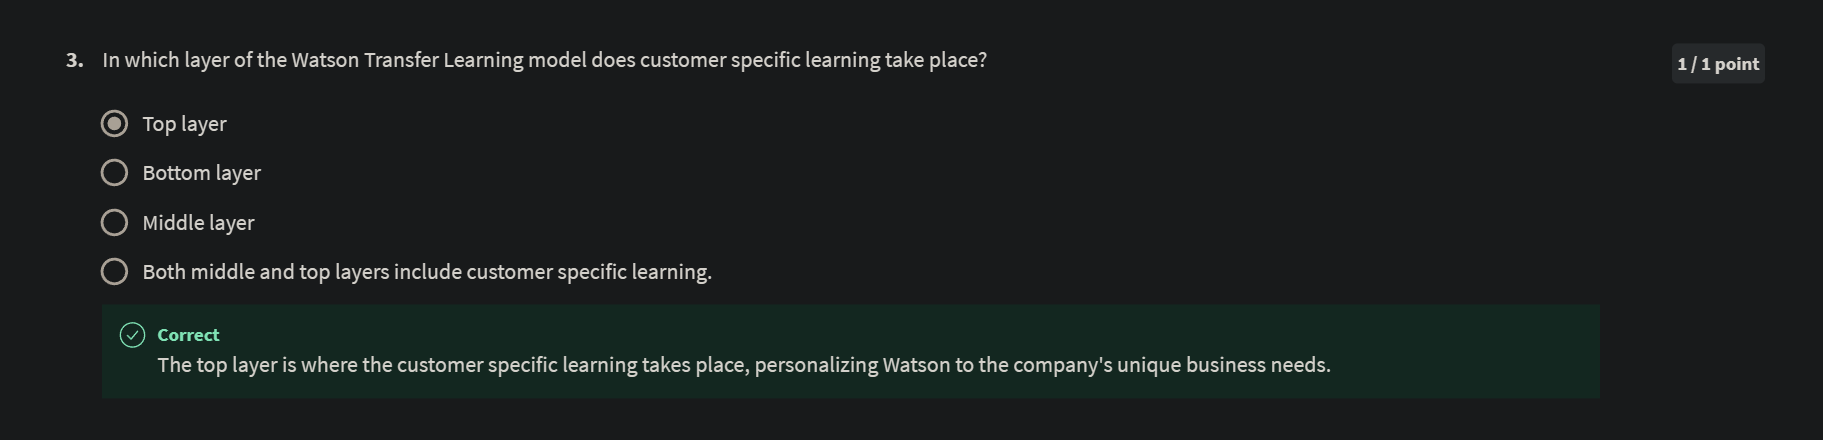 3. In which layer of the Watson Transfer Learning model does customer specific learning take place?
1 / 1 point
Top layer
Bottom layer
Middle layer
Both middle and top layers include customer specific learning.
Correct
The top layer is where the customer specific learning takes place, personalizing Watson to the company's unique business needs.